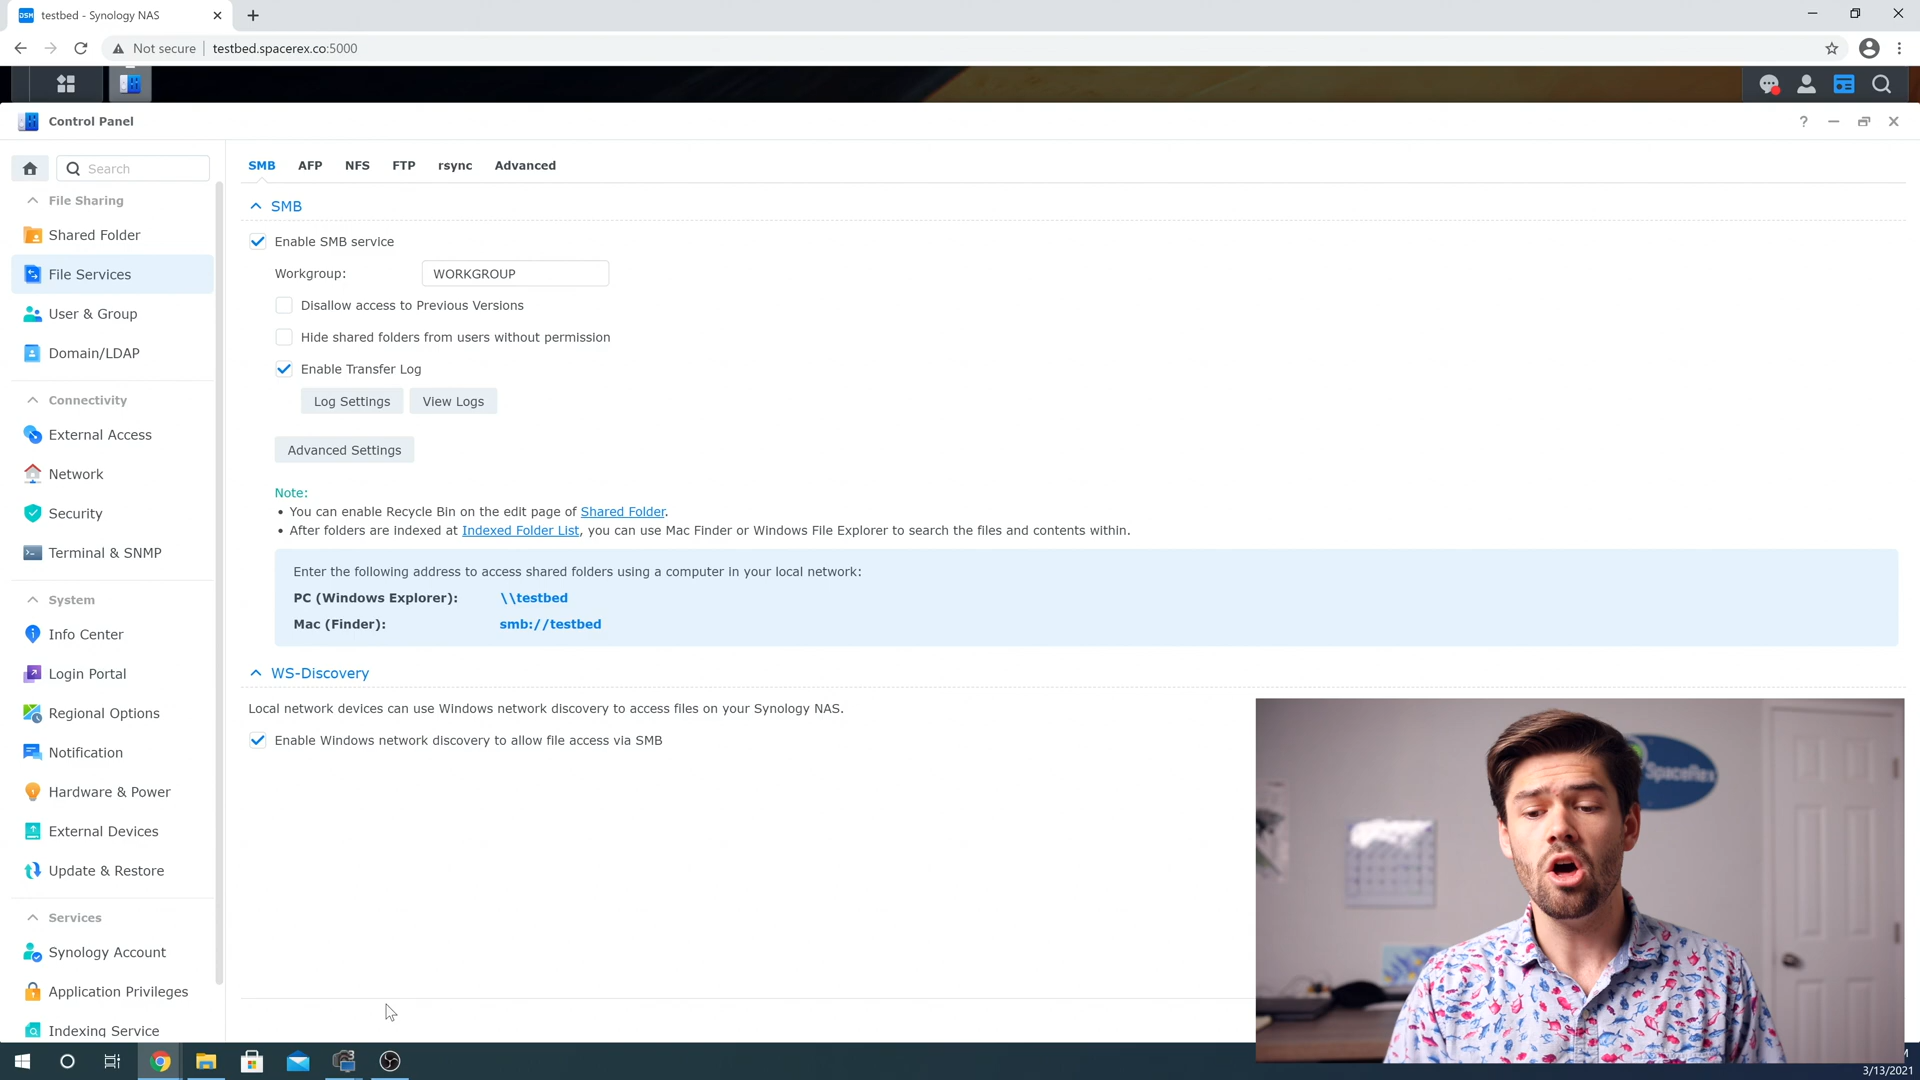 DSM
testbed - Synology NAS
Not secure
testbed.spacerex.co:5000
Control Panel
?
Search
SMB AFP NFS FTP rsync Advanced
File Sharing
Shared Folder
File Services
User & Group
Domain/LDAP
Connectivity
External Access
Network
Security
Terminal & SNMP
System
Info Center
Login Portal
Regional Options
Notification
Hardware & Power
External Devices
Update & Restore
Services
Synology Account
Application Privileges
Indexing Service
SMB
Enable SMB service
Workgroup: WORKGROUP
Disallow access to Previous Versions
Hide shared folders from users without permission
Enable Transfer Log
Log Settings View Logs
Advanced Settings
Note:
• You can enable Recycle Bin on the edit page of Shared Folder.
• After folders are indexed at Indexed Folder List, you can use Mac Finder or Windows File Explorer to search the files and contents within.
Enter the following address to access shared folders using a computer in your local network:
PC (Windows Explorer): \\testbed
Mac (Finder): smb://testbed
WS-Discovery
Local network devices can use Windows network discovery to access files on your Synology NAS.
Enable Windows network discovery to allow file access via SMB
SpaceRex
3/13/2021